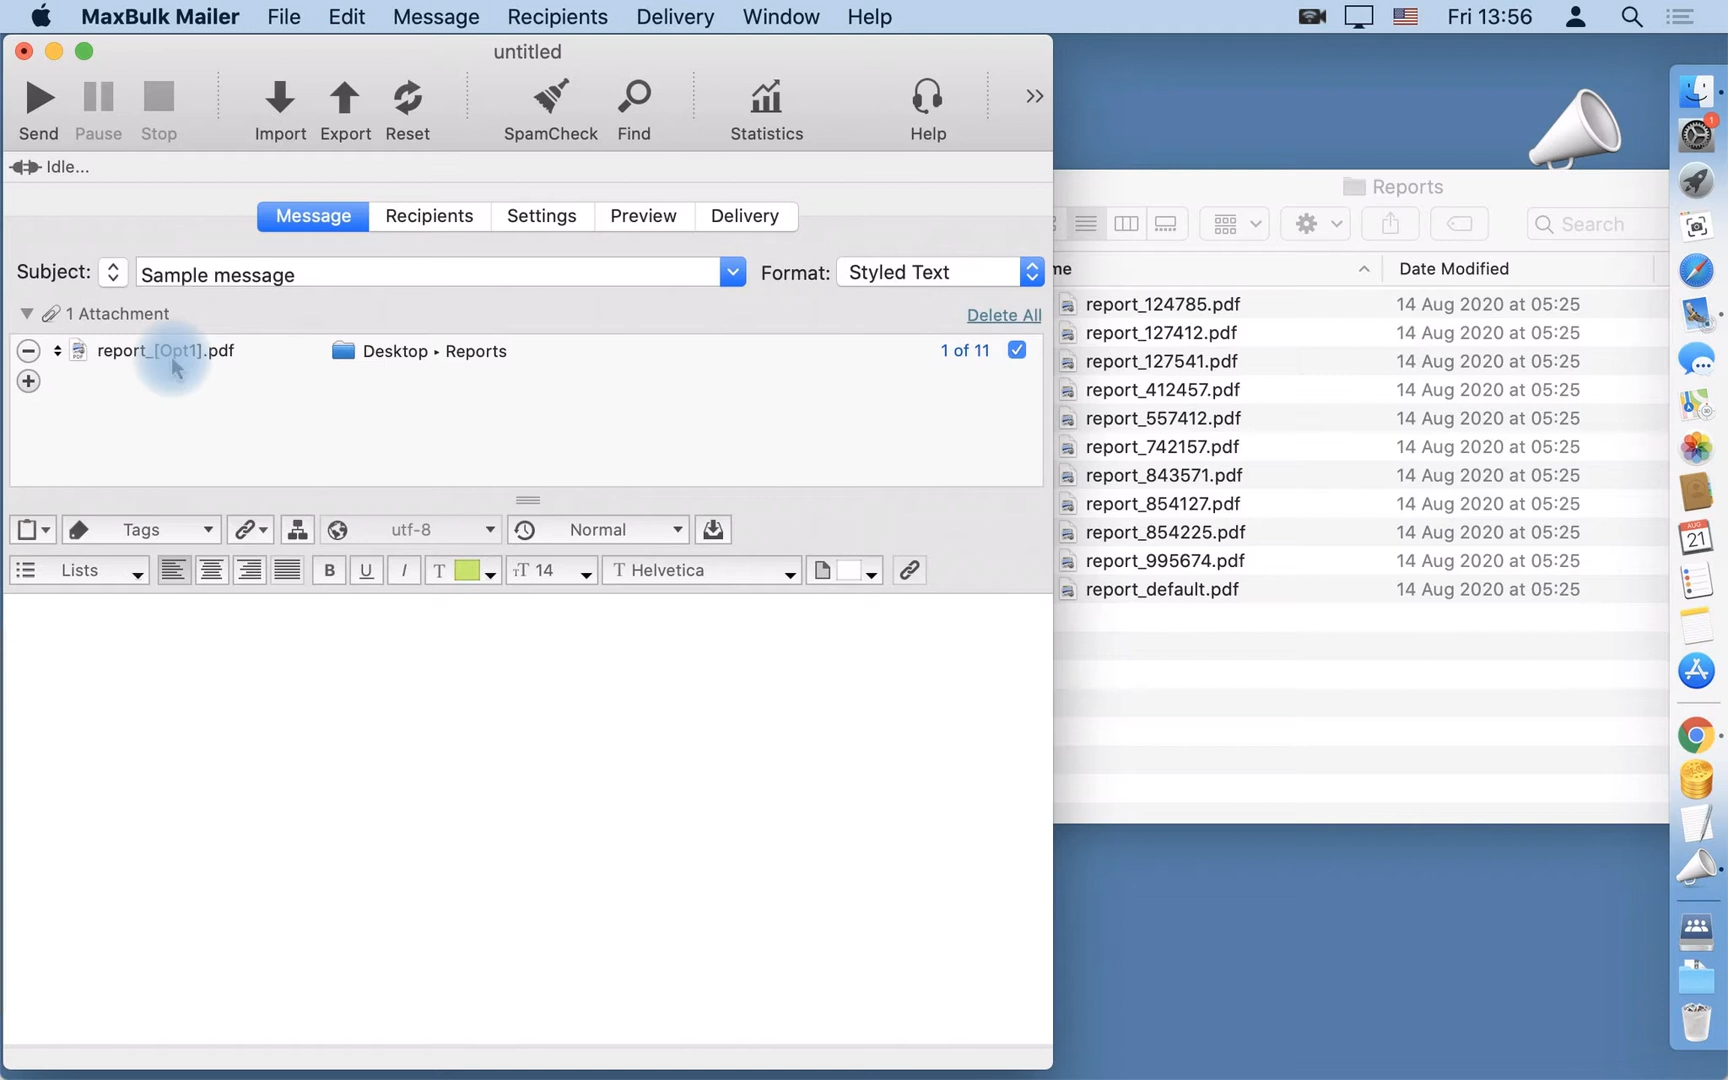 MaxBulk Mailer File Edit Message Recipients Delivery Window Help Fri 13:56
untitled
Send Pause Stop Import Export Reset SpamCheck Find Statistics Help
Idle...
Message Recipients Settings Preview Delivery
Subject: Sample message Format: Styled Text
1 Attachment Delete All
report_[Opt1].pdf Desktop ▸ Reports 1 of 11
Tags utf-8 Normal
Lists B U I T T 14 T Helvetica
Reports
Search
me Date Modified
report_124785.pdf 14 Aug 2020 at 05:25
report_127412.pdf 14 Aug 2020 at 05:25
report_127541.pdf 14 Aug 2020 at 05:25
report_412457.pdf 14 Aug 2020 at 05:25
report_557412.pdf 14 Aug 2020 at 05:25
report_742157.pdf 14 Aug 2020 at 05:25
report_843571.pdf 14 Aug 2020 at 05:25
report_854127.pdf 14 Aug 2020 at 05:25
report_854225.pdf 14 Aug 2020 at 05:25
report_995674.pdf 14 Aug 2020 at 05:25
report_default.pdf 14 Aug 2020 at 05:25
1
AUG
21